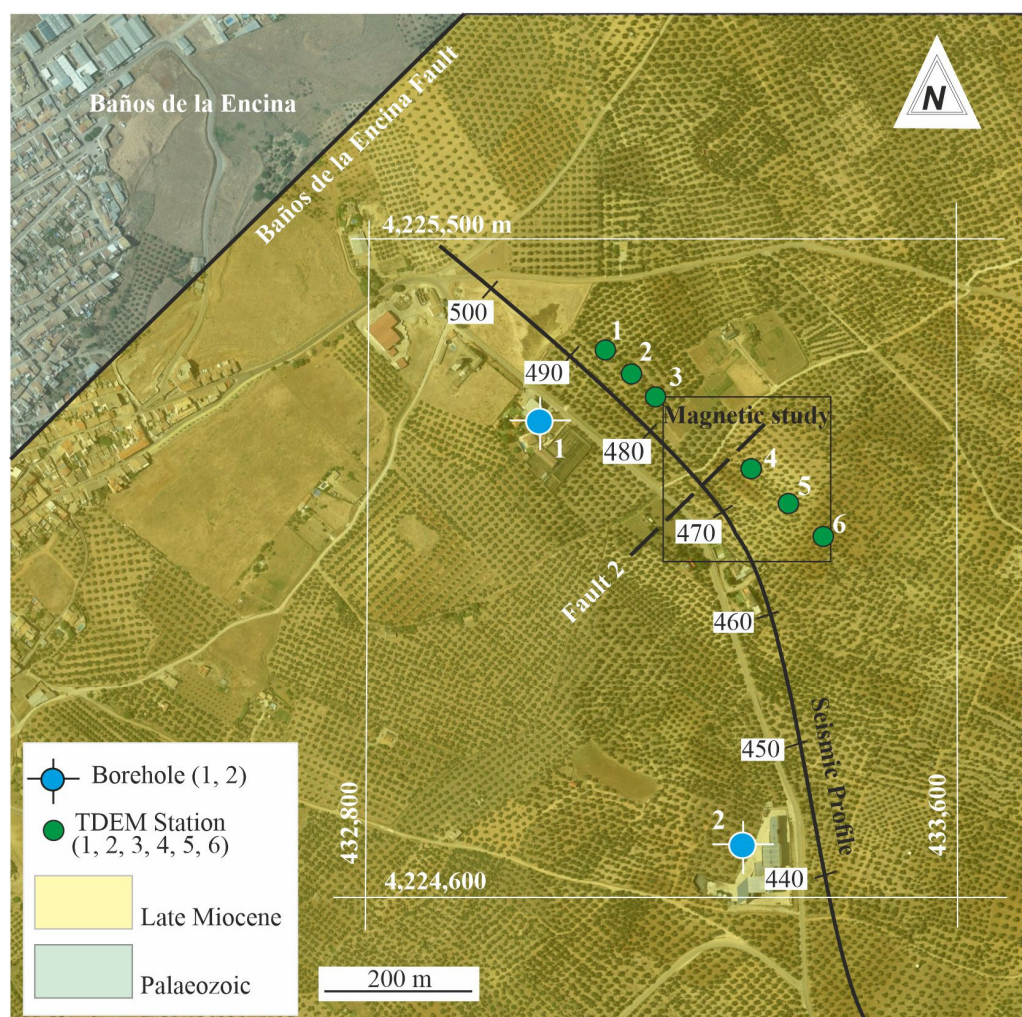 Baños de la Encina
Baños de la Encina Fault
N
4,225,500 m
500
1
2
490
3
Magnetic study
1
480
4
5
470
6
Fault 2
460
Seismic Profile
450
432,800
433,600
2
440
4,224,600
Borehole (1, 2)
TDEM Station
(1, 2, 3, 4, 5, 6)
Late Miocene
Palaeozoic
200 m